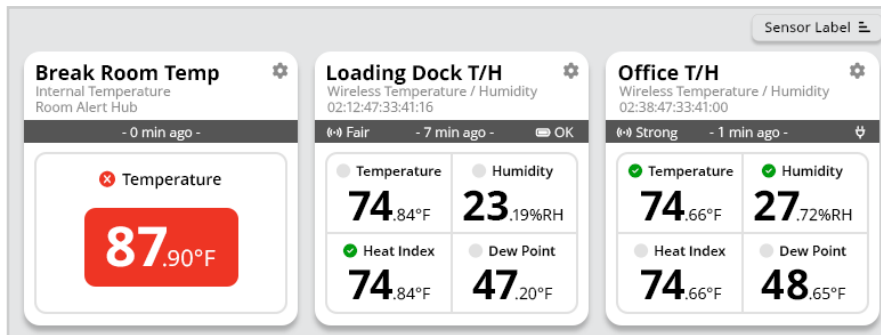 Sensor Label
Break Room Temp
Internal Temperature
Room Alert Hub
- 0 min ago -
Temperature
87.90°F
Loading Dock T/H
Wireless Temperature / Humidity
02:12:47:33:41:16
Fair - 7 min ago - OK
Temperature Humidity
74.84°F 23.19%RH
Heat Index Dew Point
74.84°F 47.20°F
Office T/H
Wireless Temperature / Humidity
02:38:47:33:41:00
Strong - 1 min ago -
Temperature Humidity
74.66°F 27.72%RH
Heat Index Dew Point
74.66°F 48.65°F